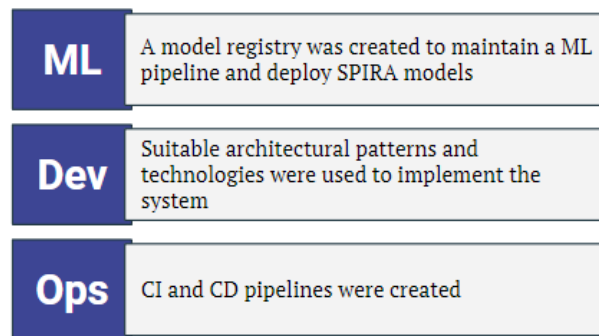 ML
A model registry was created to maintain a ML
pipeline and deploy SPIRA models
Dev
Suitable architectural patterns and
technologies were used to implement the
system
Ops
CI and CD pipelines were created